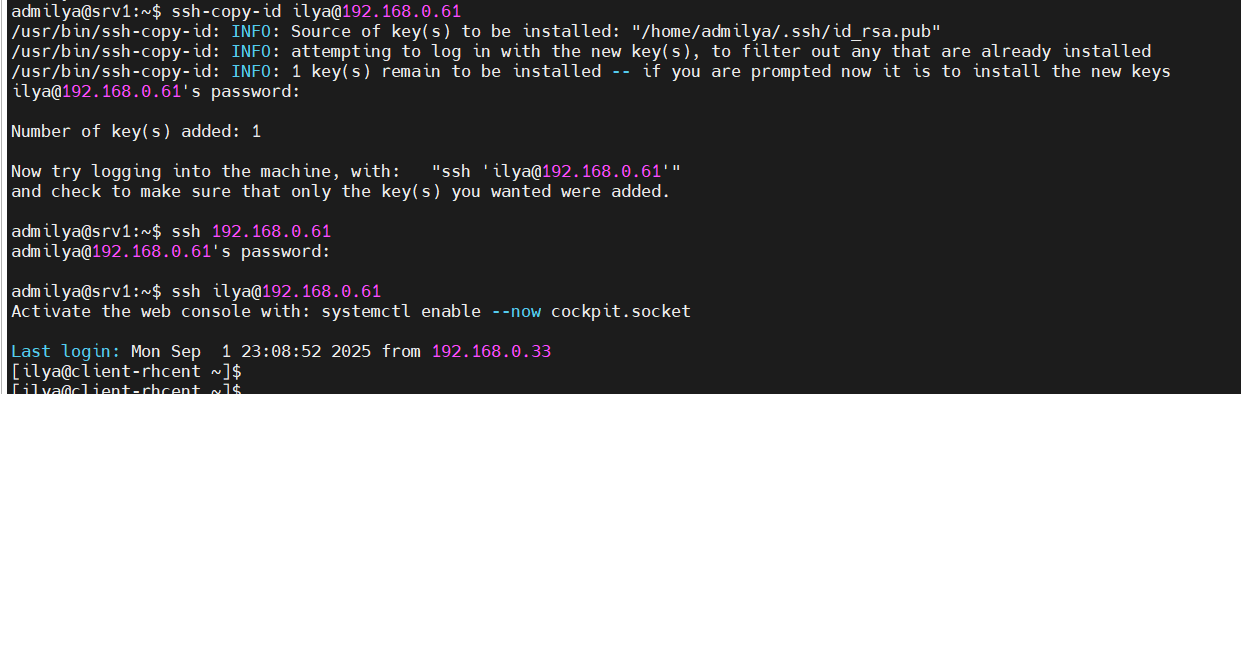 admilya@srv1:~$ ssh-copy-id ilya@192.168.0.61
/usr/bin/ssh-copy-id: INFO: Source of key(s) to be installed: "/home/admilya/.ssh/id_rsa.pub"
/usr/bin/ssh-copy-id: INFO: attempting to log in with the new key(s), to filter out any that are already installed
/usr/bin/ssh-copy-id: INFO: 1 key(s) remain to be installed -- if you are prompted now it is to install the new keys
ilya@192.168.0.61's password:
Number of key(s) added: 1
Now try logging into the machine, with:   "ssh 'ilya@192.168.0.61'"
and check to make sure that only the key(s) you wanted were added.
admilya@srv1:~$ ssh 192.168.0.61
admilya@192.168.0.61's password:
admilya@srv1:~$ ssh ilya@192.168.0.61
Activate the web console with: systemctl enable --now cockpit.socket
Last login: Mon Sep  1 23:08:52 2025 from 192.168.0.33
[ilya@client-rhcent ~]$
[ilya@client-rhcent ~]$